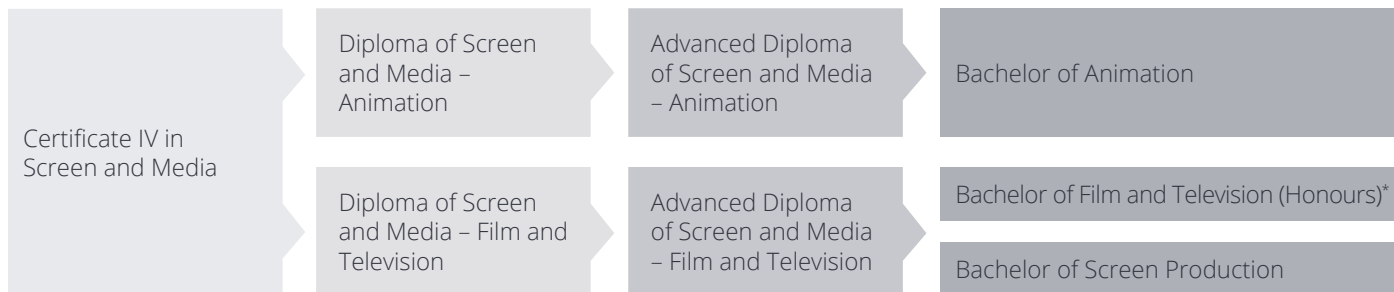 Certificate IV in
Screen and Media
Diploma of Screen
and Media –
Animation
Advanced Diploma
of Screen and Media
– Animation
Bachelor of Animation
Diploma of Screen
and Media – Film and
Television
Advanced Diploma
of Screen and Media
– Film and Television
Bachelor of Film and Television (Honours)*
Bachelor of Screen Production